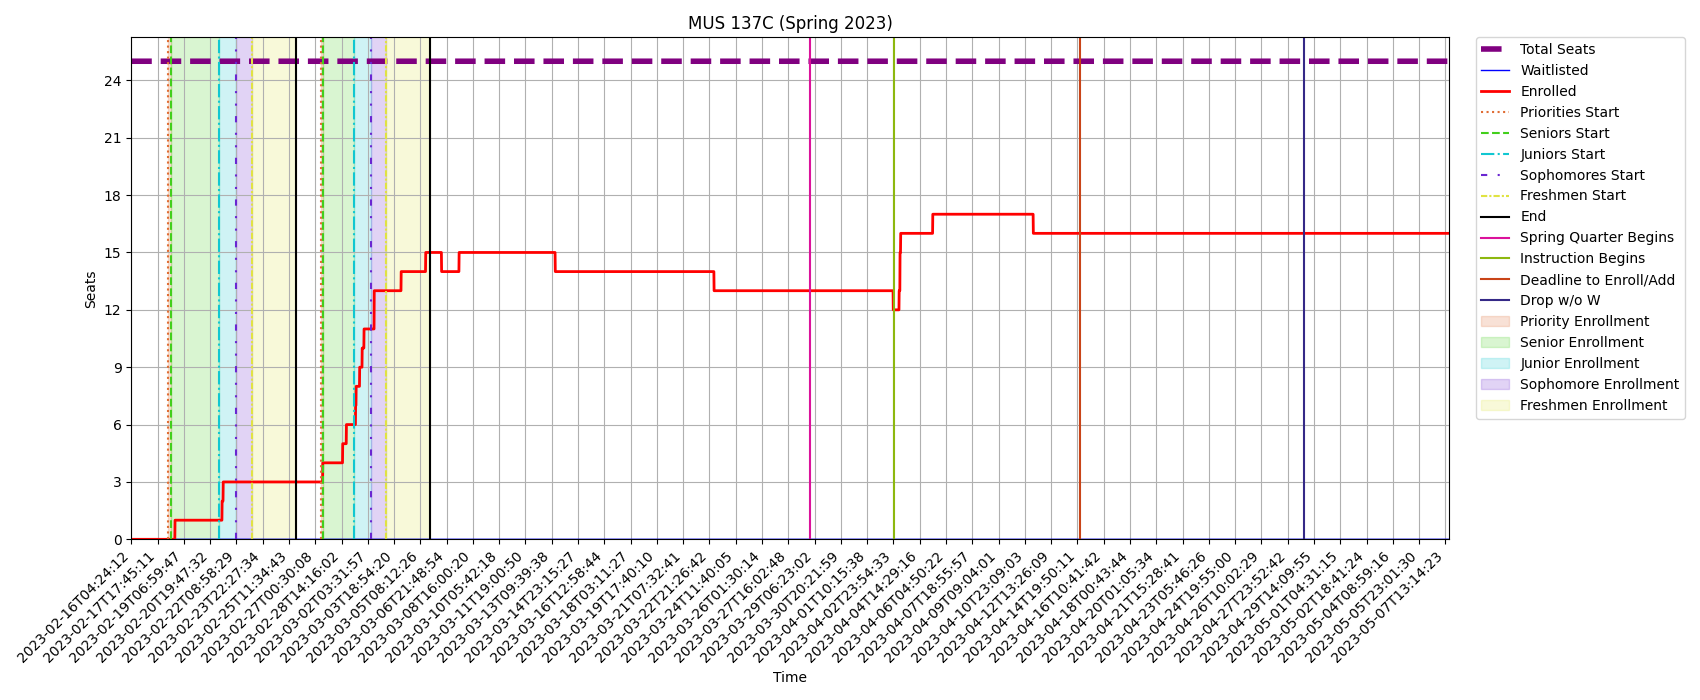 MUS 137C (Spring 2023)
Seats
24
21
18
15
12
9
6
3
0
2023-02-16T04:24:12
2023-02-17T17:45:11
2023-02-19T06:59:47
2023-02-20T19:47:32
2023-02-22T08:58:29
2023-02-23T22:27:34
2023-02-25T11:34:43
2023-02-27T00:30:08
2023-02-28T14:16:02
2023-03-02T03:31:57
2023-03-03T18:54:20
2023-03-05T08:12:26
2023-03-06T21:48:54
2023-03-08T16:00:20
2023-03-10T05:42:18
2023-03-11T19:00:50
2023-03-13T09:39:38
2023-03-14T23:15:27
2023-03-16T12:58:44
2023-03-18T03:11:27
2023-03-19T17:40:10
2023-03-21T07:32:41
2023-03-22T21:26:42
2023-03-24T11:40:05
2023-03-26T01:30:14
2023-03-27T16:02:48
2023-03-29T06:23:02
2023-03-30T20:21:59
2023-04-01T10:15:38
2023-04-02T23:54:33
2023-04-04T14:29:16
2023-04-06T04:50:22
2023-04-07T18:55:57
2023-04-09T09:04:01
2023-04-10T23:09:03
2023-04-12T13:26:09
2023-04-14T19:50:11
2023-04-16T10:41:42
2023-04-18T00:43:44
2023-04-20T01:05:34
2023-04-21T15:28:41
2023-04-23T05:46:26
2023-04-24T19:55:00
2023-04-26T10:02:29
2023-04-27T23:52:42
2023-04-29T14:09:55
2023-05-01T04:31:15
2023-05-02T18:41:24
2023-05-04T08:59:16
2023-05-05T23:01:30
2023-05-07T13:14:23
Time
Total Seats
Waitlisted
Enrolled
Priorities Start
Seniors Start
Juniors Start
Sophomores Start
Freshmen Start
End
Spring Quarter Begins
Instruction Begins
Deadline to Enroll/Add
Drop w/o W
Priority Enrollment
Senior Enrollment
Junior Enrollment
Sophomore Enrollment
Freshmen Enrollment